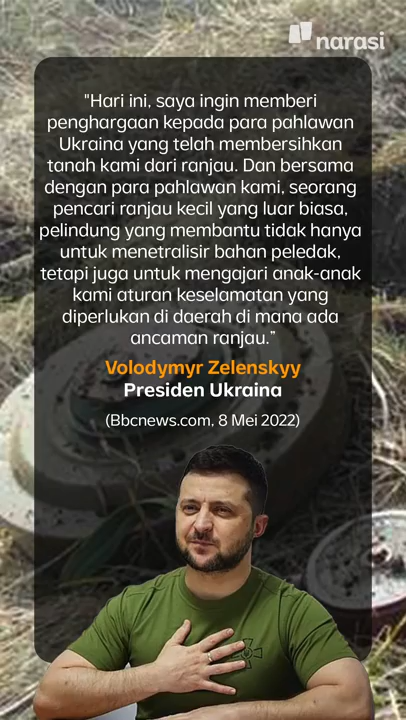 narasi
"Hari ini, saya ingin memberi
penghargaan kepada para pahlawan
Ukraina yang telah membersihkan
tanah kami dari ranjau. Dan bersama
dengan para pahlawan kami, seorang
pencari ranjau kecil yang luar biasa,
pelindung yang membantu tidak hanya
untuk menetralisir bahan peledak,
tetapi juga untuk mengajari anak-anak
kami aturan keselamatan yang
diperlukan di daerah di mana ada
ancaman ranjau.”
Volodymyr Zelenskyy
Presiden Ukraina
(Bbcnews.com, 8 Mei 2022)